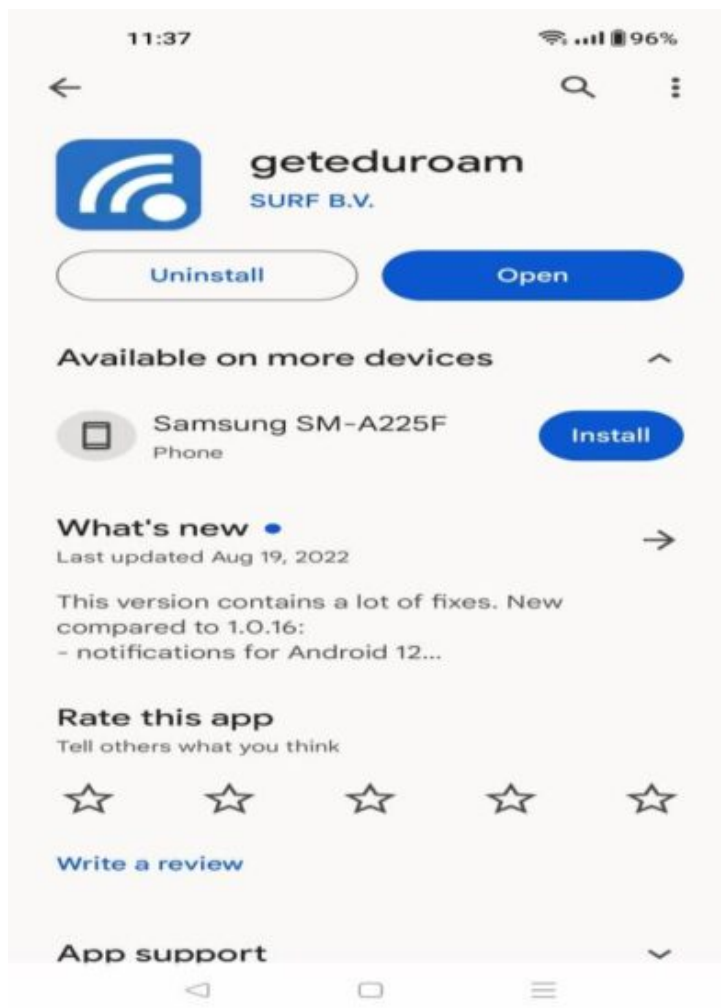 11:37
96%
geteduroam
SURF B.V.
Uninstall
Open
Available on more devices
Samsung SM-A225F
Phone
Install
What's new
Last updated Aug 19, 2022
This version contains a lot of fixes. New
compared to 1.0.16:
- notifications for Android 12...
Rate this app
Tell others what you think
Write a review
App support